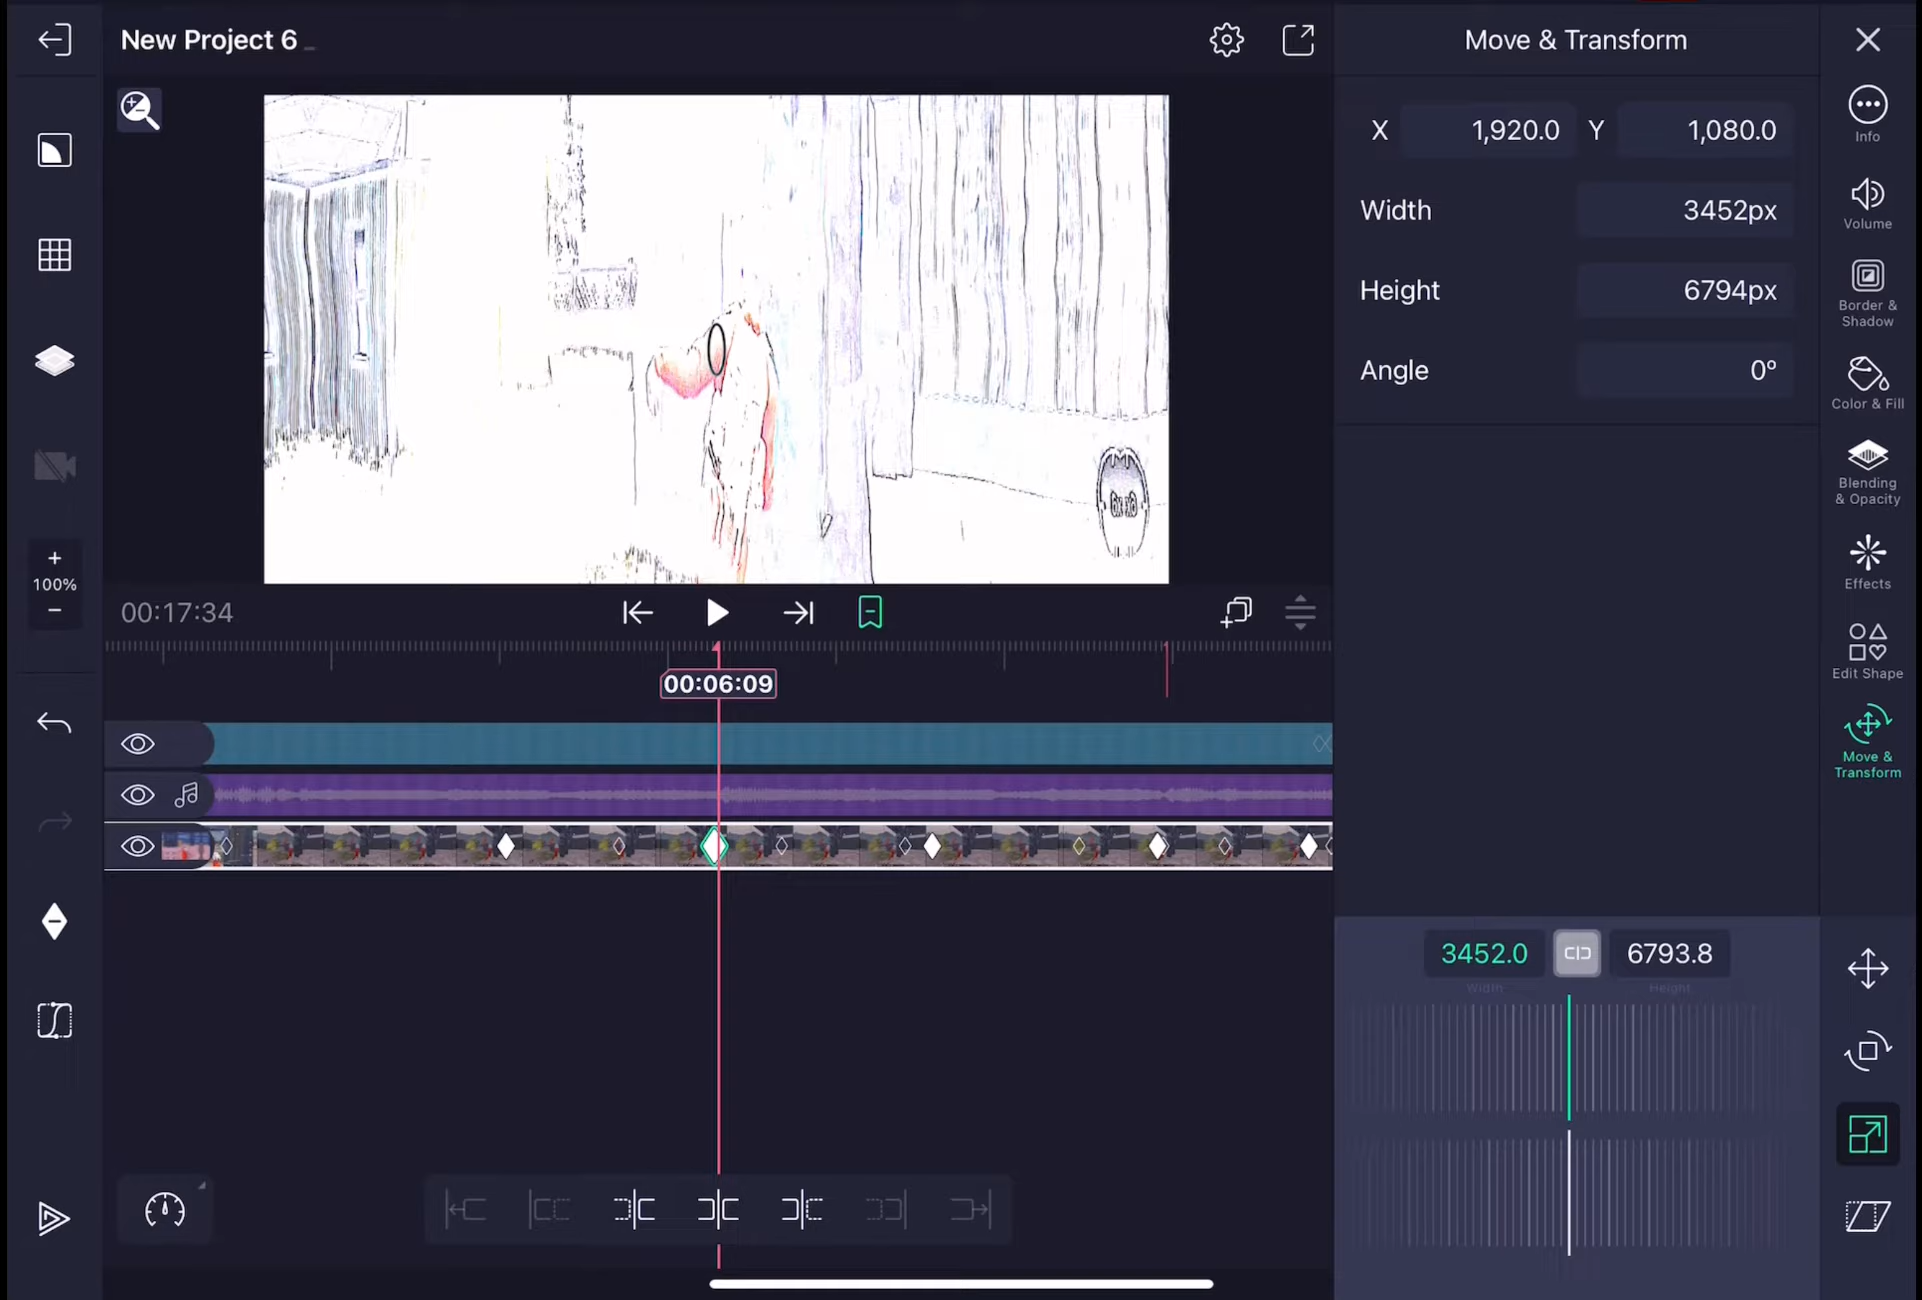 New Project 6
Move & Transform
X 1,920.0 Y 1,080.0
Width 3452px
Height 6794px
Angle 0º
Info
Volume
Border &
Shadow
Color & Fill
Blending
& Opacity
Effects
Edit Shape
Move &
Transform
+
100%
−
00:17:34
00:06:09
3452.0 6793.8
Width Height